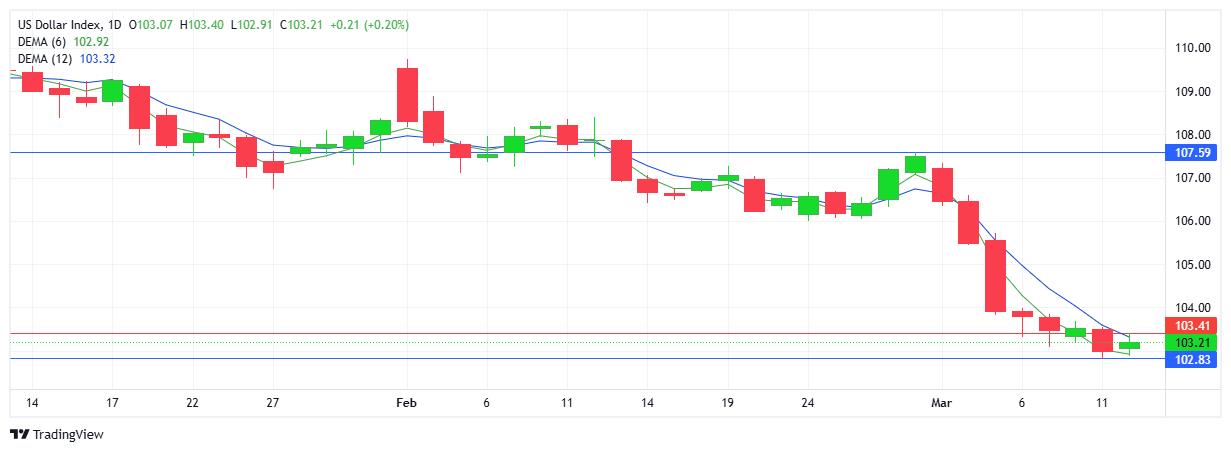 US Dollar Index, 1D O103.07 H103.40 L102.91 C103.21 +0.21 (+0.20%)
DEMA (6) 102.92
DEMA (12) 103.32
110.00
109.00
108.00
107.59
107.00
106.00
105.00
104.00
103.41
103.21
102.83
14 17 22 27 Feb 6 11 14 19 24 Mar 6 11
TradingView